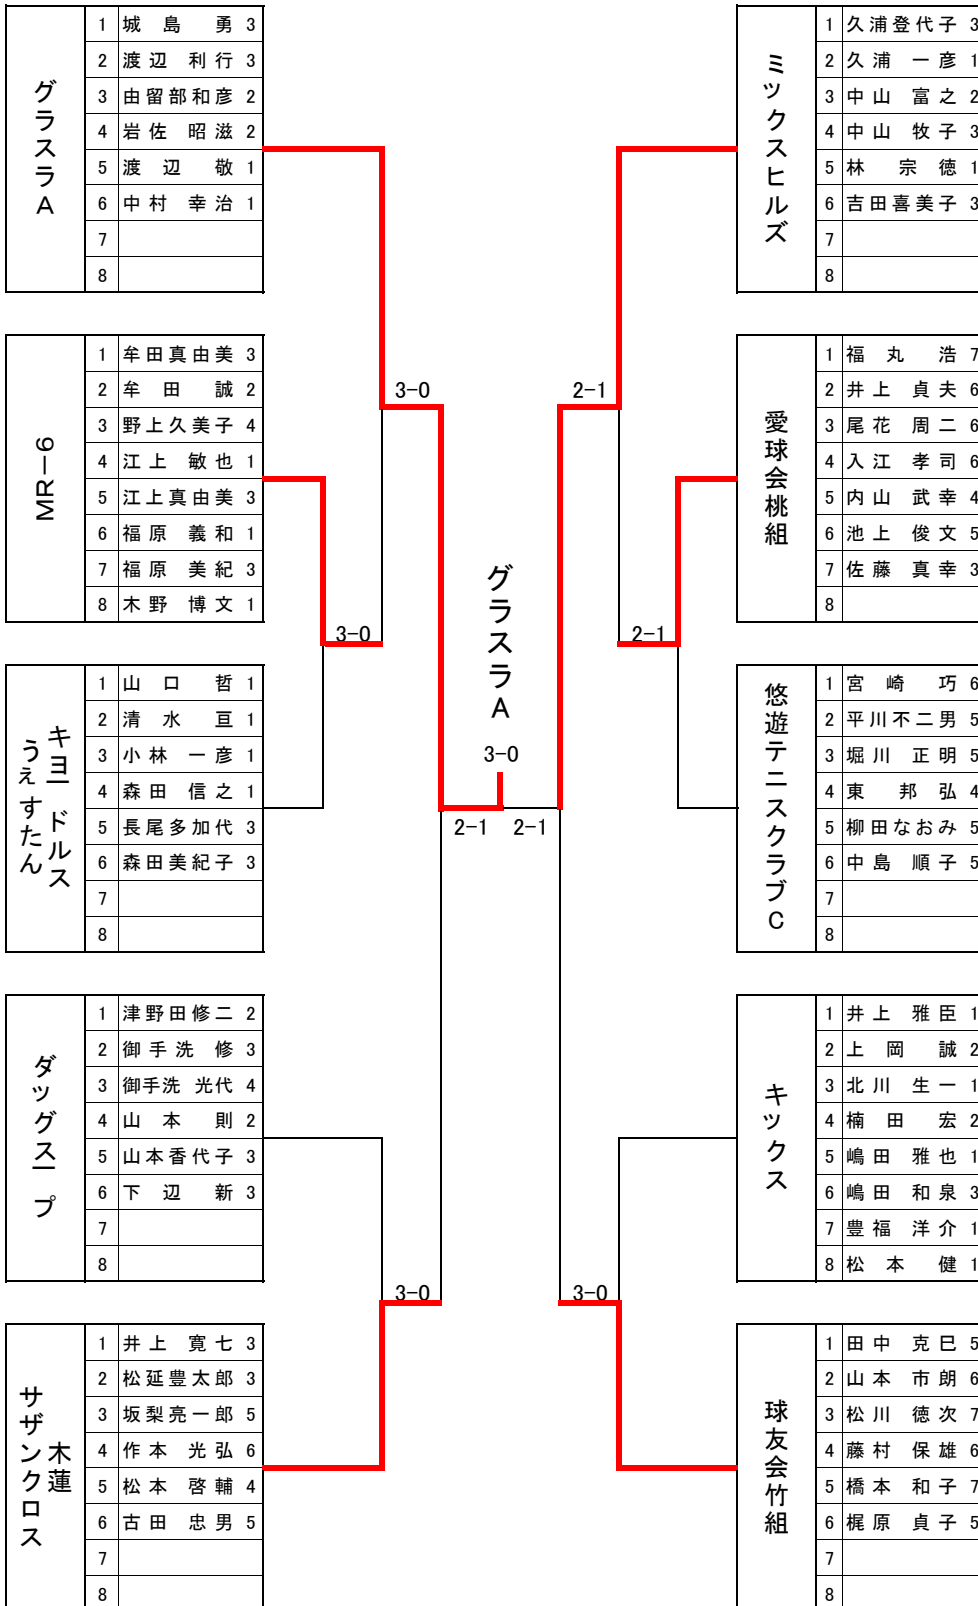 グラスラA
1 城島 勇 3
2 渡辺 利行 3
3 由留部和彦 2
4 岩佐 昭滋 2
5 渡辺 敬 1
6 中村 幸治 1
7
8
MR-6
1 牟田真由美 3
2 牟田 誠 2
3 野上久美子 4
4 江上 敏也 1
5 江上真由美 3
6 福原 義和 1
7 福原 美紀 3
8 木野 博文 1
キヨードルス
うえすたん
1 山口 哲 1
2 清水 亘 1
3 小林 一彦 1
4 森田 信之 1
5 長尾多加代 3
6 森田美紀子 3
7
8
ダッグスープ
1 津野田修二 2
2 御手洗 修 3
3 御手洗 光代 4
4 山本 則 2
5 山本香代子 3
6 下辺 新 3
7
8
木蓮
サザンクロス
1 井上 寛七 3
2 松延豊太郎 3
3 坂梨亮一郎 5
4 作本 光弘 6
5 松本 啓輔 4
6 古田 忠男 5
7
8
3-0
3-0
3-0
グラスラA
3-0
2-1 2-1
2-1
2-1
3-0
ミックスヒルズ
1 久浦登代子 3
2 久浦 一彦 1
3 中山 富之 2
4 中山 牧子 3
5 林 宗徳 1
6 吉田喜美子 3
7
8
愛球会桃組
1 福丸 浩 7
2 井上 貞夫 6
3 尾花 周二 6
4 入江 孝司 6
5 内山 武幸 4
6 池上 俊文 5
7 佐藤 真幸 3
8
悠遊テニスクラブC
1 宮崎 巧 6
2 平川不二男 5
3 堀川 正明 5
4 東 邦弘 4
5 柳田なおみ 5
6 中島 順子 5
7
8
キックス
1 井上 雅臣 1
2 上岡 誠 2
3 北川 生一 1
4 楠田 宏 2
5 嶋田 雅也 1
6 嶋田 和泉 3
7 豊福 洋介 1
8 松本 健 1
球友会竹組
1 田中 克巳 5
2 山本 市朗 6
3 松川 徳次 7
4 藤村 保雄 6
5 橋本 和子 7
6 梶原 貞子 5
7
8